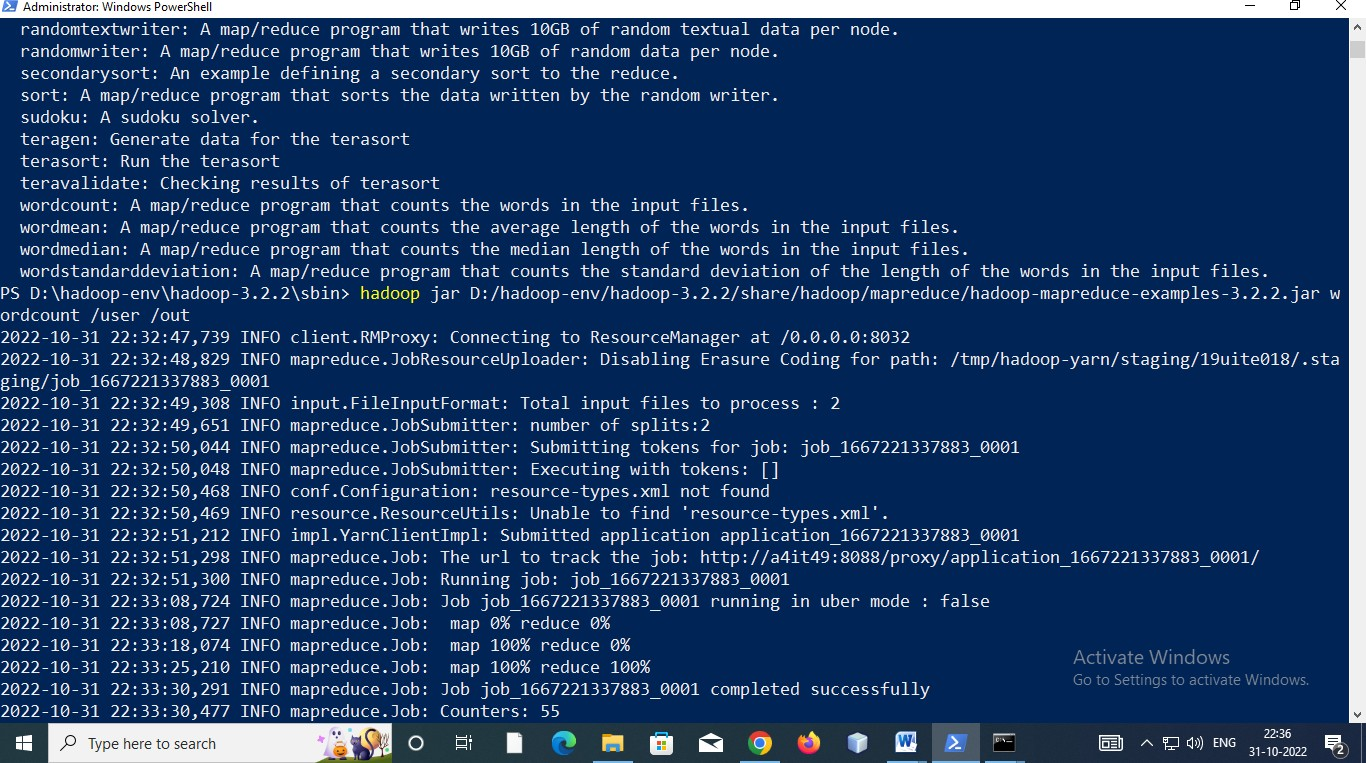 Administrator: Windows PowerShell
randomtextwriter: A map/reduce program that writes 10GB of random textual data per node.
randomwriter: A map/reduce program that writes 10GB of random data per node.
secondarysort: An example defining a secondary sort to the reduce.
sort: A map/reduce program that sorts the data written by the random writer.
sudoku: A sudoku solver.
teragen: Generate data for the terasort
terasort: Run the terasort
teravalidate: Checking results of terasort
wordcount: A map/reduce program that counts the words in the input files.
wordmean: A map/reduce program that counts the average length of the words in the input files.
wordmedian: A map/reduce program that counts the median length of the words in the input files.
wordstandarddeviation: A map/reduce program that counts the standard deviation of the length of the words in the input files.
PS D:\hadoop-env\hadoop-3.2.2\sbin> hadoop jar D:/hadoop-env/hadoop-3.2.2/share/hadoop/mapreduce/hadoop-mapreduce-examples-3.2.2.jar w
ordcount /user /out
2022-10-31 22:32:47,739 INFO client.RMProxy: Connecting to ResourceManager at /0.0.0.0:8032
2022-10-31 22:32:48,829 INFO mapreduce.JobResourceUploader: Disabling Erasure Coding for path: /tmp/hadoop-yarn/staging/19uite018/.sta
ging/job_1667221337883_0001
2022-10-31 22:32:49,308 INFO input.FileInputFormat: Total input files to process : 2
2022-10-31 22:32:49,651 INFO mapreduce.JobSubmitter: number of splits:2
2022-10-31 22:32:50,044 INFO mapreduce.JobSubmitter: Submitting tokens for job: job_1667221337883_0001
2022-10-31 22:32:50,048 INFO mapreduce.JobSubmitter: Executing with tokens: []
2022-10-31 22:32:50,468 INFO conf.Configuration: resource-types.xml not found
2022-10-31 22:32:50,469 INFO resource.ResourceUtils: Unable to find 'resource-types.xml'.
2022-10-31 22:32:51,212 INFO impl.YarnClientImpl: Submitted application application_1667221337883_0001
2022-10-31 22:32:51,298 INFO mapreduce.Job: The url to track the job: http://a4it49:8088/proxy/application_1667221337883_0001/
2022-10-31 22:32:51,300 INFO mapreduce.Job: Running job: job_1667221337883_0001
2022-10-31 22:33:08,724 INFO mapreduce.Job: Job job_1667221337883_0001 running in uber mode : false
2022-10-31 22:33:08,727 INFO mapreduce.Job:  map 0% reduce 0%
2022-10-31 22:33:18,074 INFO mapreduce.Job:  map 100% reduce 0%
2022-10-31 22:33:25,210 INFO mapreduce.Job:  map 100% reduce 100%
2022-10-31 22:33:30,291 INFO mapreduce.Job: Job job_1667221337883_0001 completed successfully
2022-10-31 22:33:30,477 INFO mapreduce.Job: Counters: 55
Activate Windows
Go to Settings to activate Windows.
Type here to search
ENG
22:36
31-10-2022
2